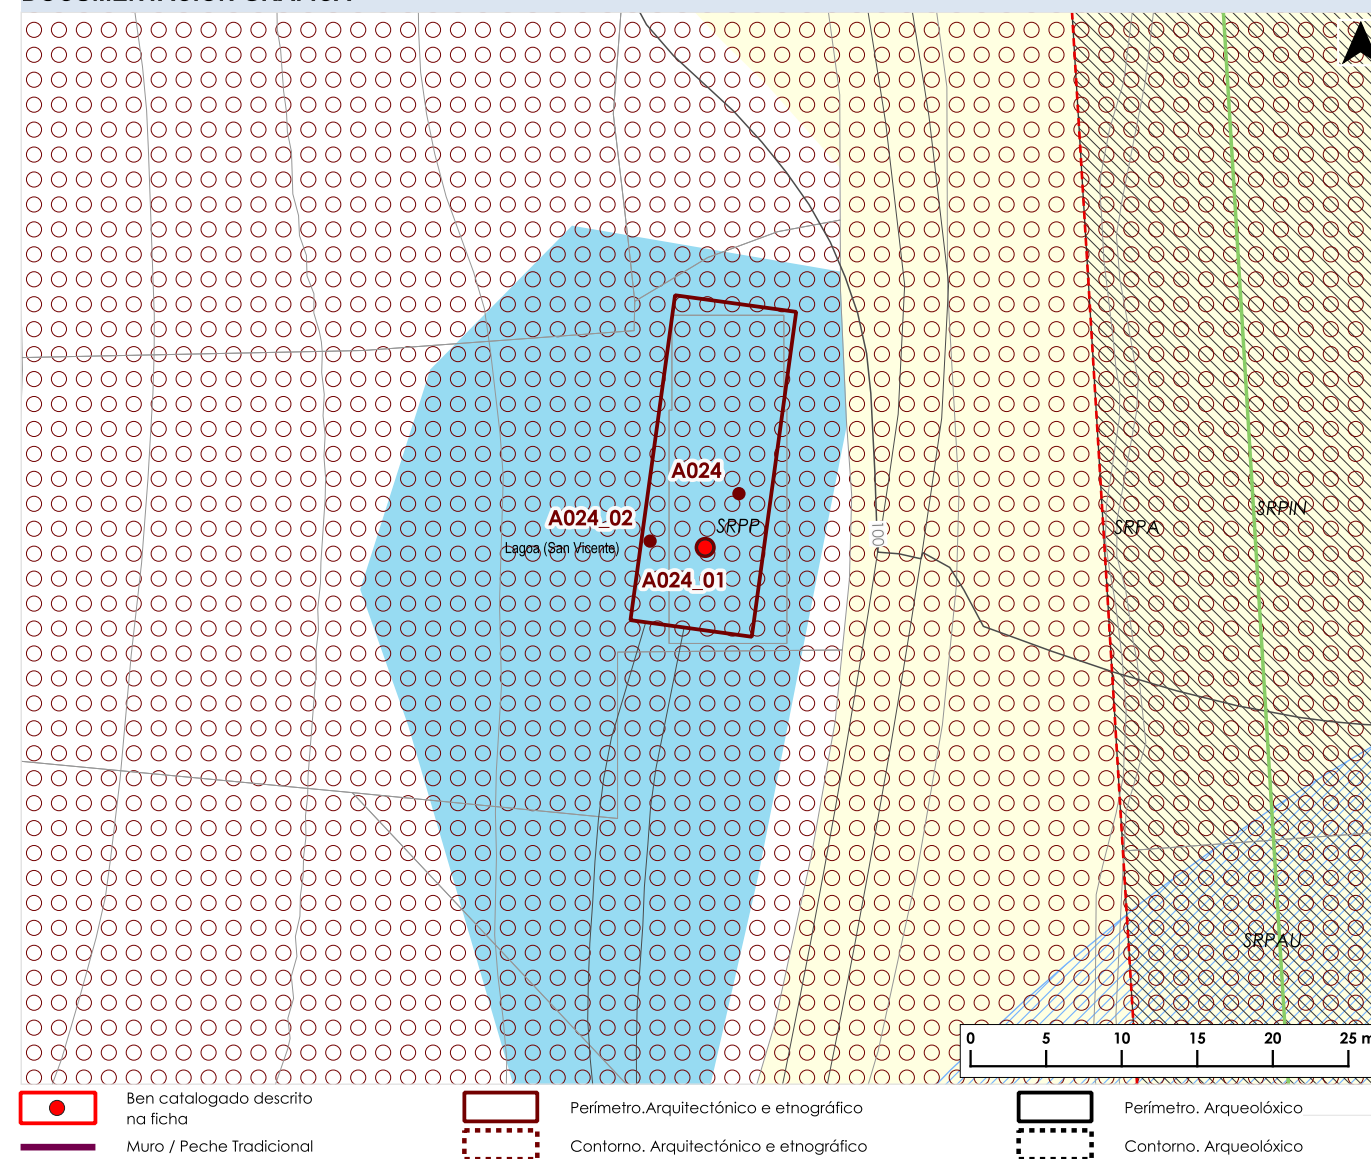 A024
A024_02
SRPP
Lagoa (San Vicente)
A024_01
100
SRPIN
SRPA
SRPAU
0 5 10 15 20 25 m
Ben catalogado descrito
na ficha
Perímetro.Arquitectónico e etnográfico
Perímetro. Arqueolóxico
Muro / Peche Tradicional
Contorno. Arquitectónico e etnográfico
Contorno. Arqueolóxico